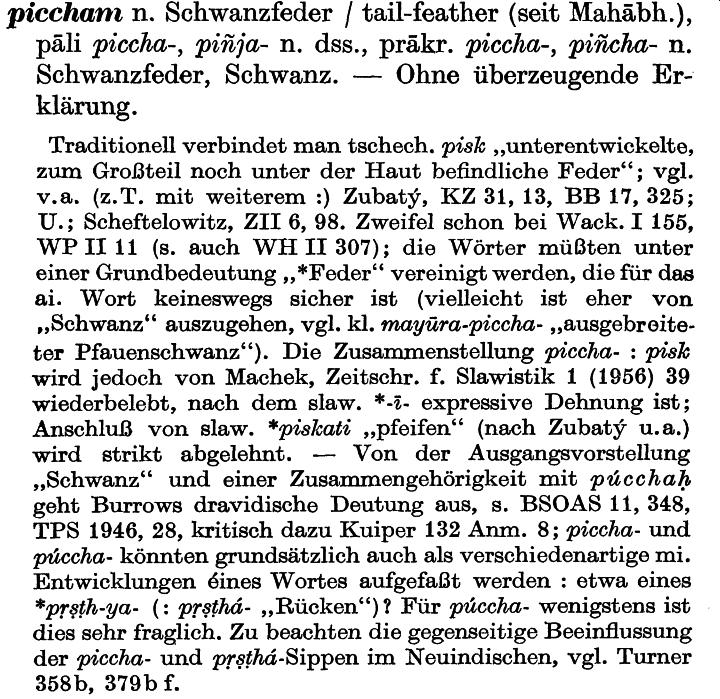 piccham n. Schwanzfeder / tail-feather (seit Mahābh.),
pāli piccha-, piñja- n. dss., prākr. piccha-, piñcha- n.
Schwanzfeder, Schwanz. — Ohne überzeugende Er-
klärung.
Traditionell verbindet man tschech. pisk „unterentwickelte,
zum Großteil noch unter der Haut befindliche Feder“; vgl.
v.a. (z.T. mit weiterem :) Zubatý, KZ 31, 13, BB 17, 325;
U.; Scheftelowitz, ZII 6, 98. Zweifel schon bei Wack. I 155,
WP II 11 (s. auch WH II 307); die Wörter müßten unter
einer Grundbedeutung „*Feder“ vereinigt werden, die für das
ai. Wort keineswegs sicher ist (vielleicht ist eher von
„Schwanz“ auszugehen, vgl. kl. mayūra-piccha- „ausgebreite-
ter Pfauenschwanz“). Die Zusammenstellung piccha- : pisk
wird jedoch von Machek, Zeitschr. f. Slawistik 1 (1956) 39
wiederbelebt, nach dem slaw. *-ī- expressive Dehnung ist;
Anschluß von slaw. *piskati „pfeifen“ (nach Zubatý u.a.)
wird strikt abgelehnt. — Von der Ausgangsvorstellung
„Schwanz“ und einer Zusammengehörigkeit mit púcchaḥ
geht Burrows dravidische Deutung aus, s. BSOAS 11, 348,
TPS 1946, 28, kritisch dazu Kuiper 132 Anm. 8; piccha- und
púccha- könnten grundsätzlich auch als verschiedenartige mi.
Entwicklungen éines Wortes aufgefaßt werden : etwa eines
*pṛṣṭh-ya- (: pṛṣṭhá- „Rücken“)? Für púccha- wenigstens ist
dies sehr fraglich. Zu beachten die gegenseitige Beeinflussung
der piccha- und pṛṣṭhá-Sippen im Neuindischen, vgl. Turner
358b, 379b f.